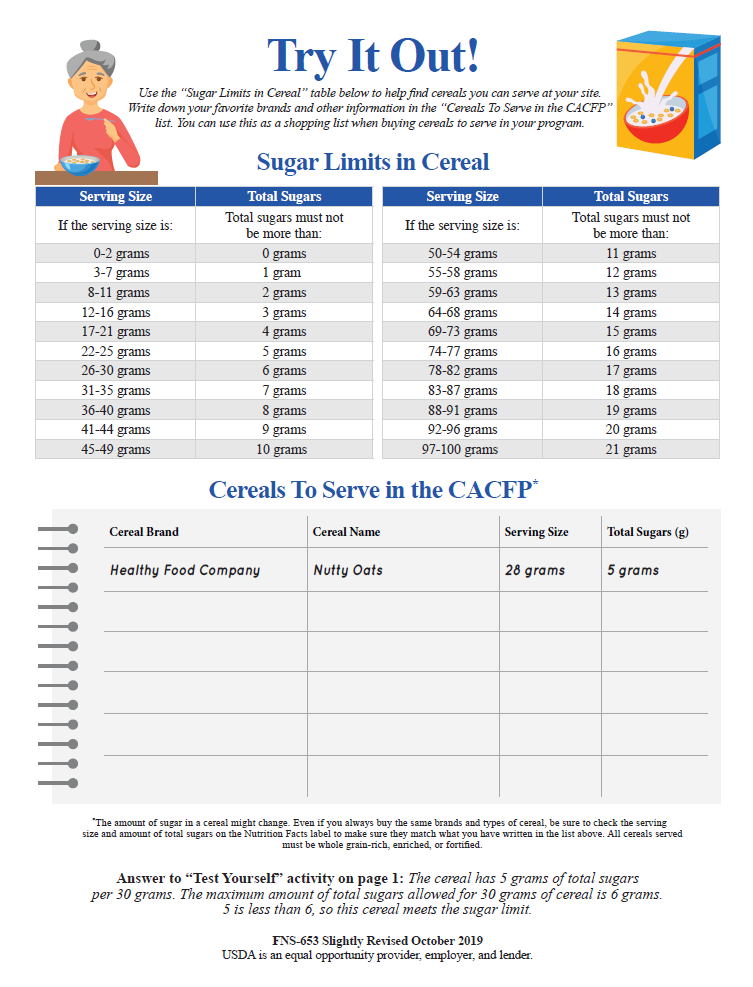 Try It Out!
Use the “Sugar Limits in Cereal” table below to help find cereals you can serve at your site.
Write down your favorite brands and other information in the “Cereals To Serve in the CACFP”
list. You can use this as a shopping list when buying cereals to serve in your program.
Sugar Limits in Cereal
Serving Size Total Sugars
If the serving size is: Total sugars must not
be more than:
0-2 grams 0 grams
3-7 grams 1 gram
8-11 grams 2 grams
12-16 grams 3 grams
17-21 grams 4 grams
22-25 grams 5 grams
26-30 grams 6 grams
31-35 grams 7 grams
36-40 grams 8 grams
41-44 grams 9 grams
45-49 grams 10 grams
Serving Size Total Sugars
If the serving size is: Total sugars must not
be more than:
50-54 grams 11 grams
55-58 grams 12 grams
59-63 grams 13 grams
64-68 grams 14 grams
69-73 grams 15 grams
74-77 grams 16 grams
78-82 grams 17 grams
83-87 grams 18 grams
88-91 grams 19 grams
92-96 grams 20 grams
97-100 grams 21 grams
Cereals To Serve in the CACFP*
Cereal Brand Cereal Name Serving Size Total Sugars (g)
Healthy Food Company Nutty Oats 28 grams 5 grams
*The amount of sugar in a cereal might change. Even if you always buy the same brands and types of cereal, be sure to check the serving
size and amount of total sugars on the Nutrition Facts label to make sure they match what you have written in the list above. All cereals served
must be whole grain-rich, enriched, or fortified.
Answer to “Test Yourself” activity on page 1: The cereal has 5 grams of total sugars
per 30 grams. The maximum amount of total sugars allowed for 30 grams of cereal is 6 grams.
5 is less than 6, so this cereal meets the sugar limit.
FNS-653 Slightly Revised October 2019
USDA is an equal opportunity provider, employer, and lender.